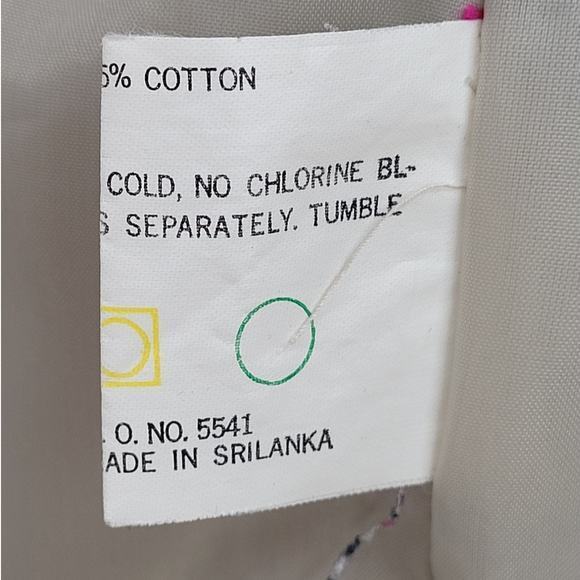 5% COTTON
COLD, NO CHLORINE BL-
S SEPARATELY. TUMBLE
. O. NO. 5541
ADE IN SRILANKA